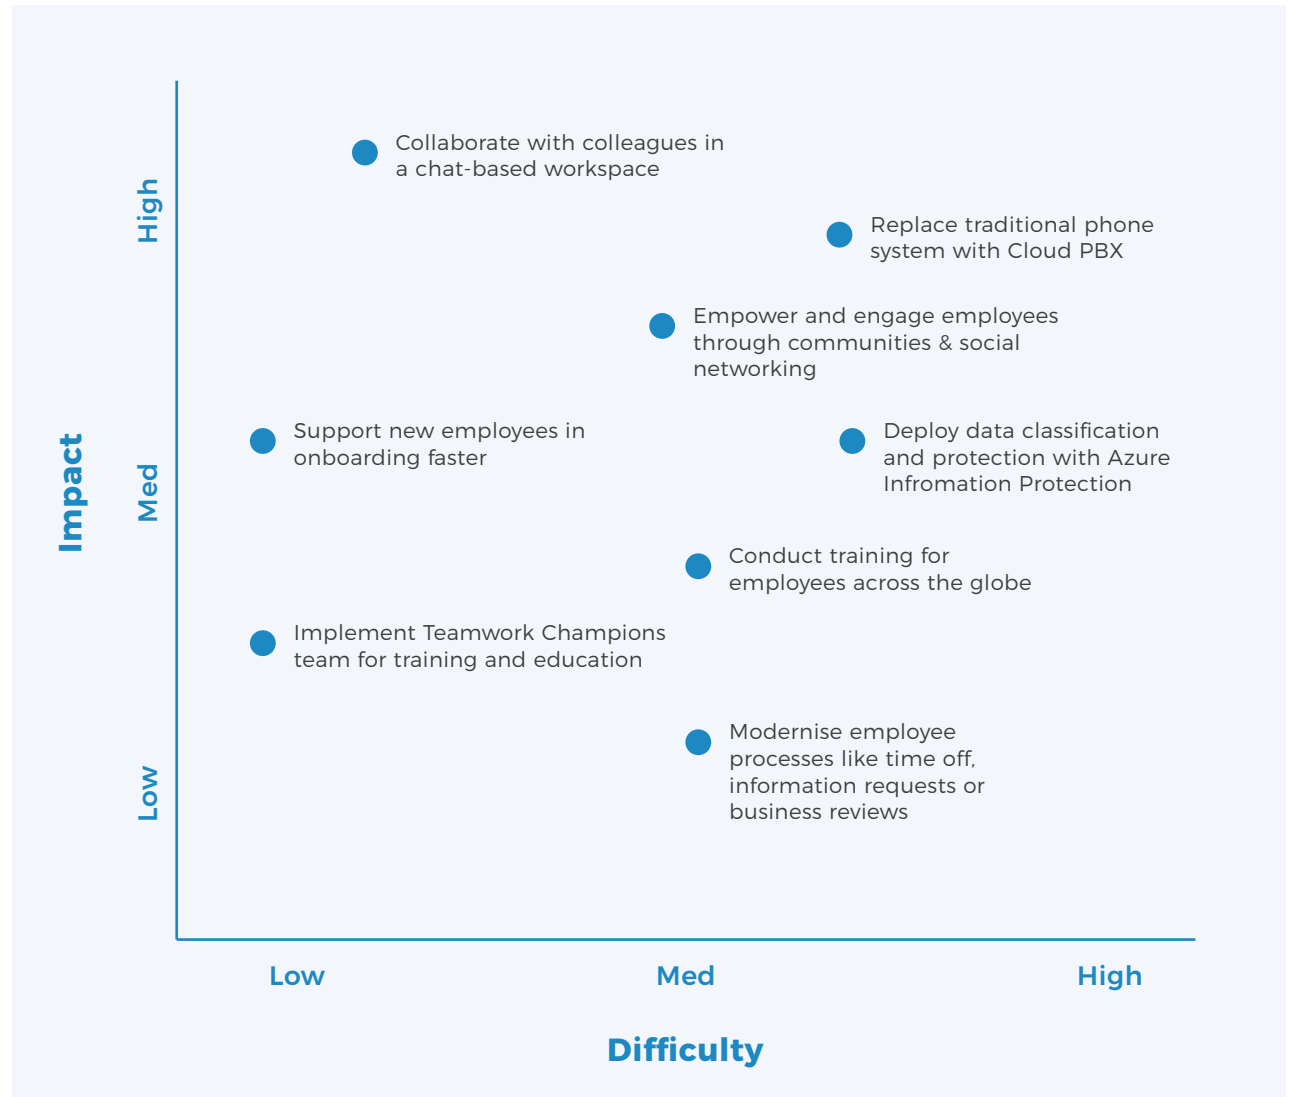 Collaborate with colleagues in
a chat-based workspace
High
Replace traditional phone
system with Cloud PBX
Empower and engage employees
through communities & social
networking
Support new employees in
onboarding faster
Deploy data classification
and protection with Azure
Infromation Protection
Impact
Med
Conduct training for
employees across the globe
Implement Teamwork Champions
team for training and education
Modernise employee
processes like time off,
information requests or
business reviews
Low
Low
Med
High
Difficulty